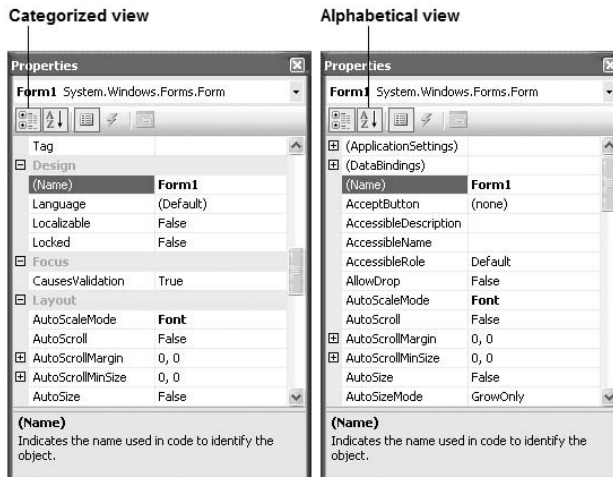 Categorized view
Properties
Form1 System.Windows.Forms.Form
Tag
Design
(Name) Form1
Language (Default)
Localizable False
Locked False
Focus
CausesValidation True
Layout
AutoScaleMode Font
AutoScroll False
AutoScrollMargin 0, 0
AutoScrollMinSize 0, 0
AutoSize False
(Name)
Indicates the name used in code to identify the
object.
Alphabetical view
Properties
Form1 System.Windows.Forms.Form
(ApplicationSettings)
(DataBindings)
(Name) Form1
AcceptButton (none)
AccessibleDescription
AccessibleName
AccessibleRole Default
AllowDrop False
AutoScaleMode Font
AutoScroll False
AutoScrollMargin 0, 0
AutoScrollMinSize 0, 0
AutoSize False
AutoSizeMode GrowOnly
(Name)
Indicates the name used in code to identify the
object.